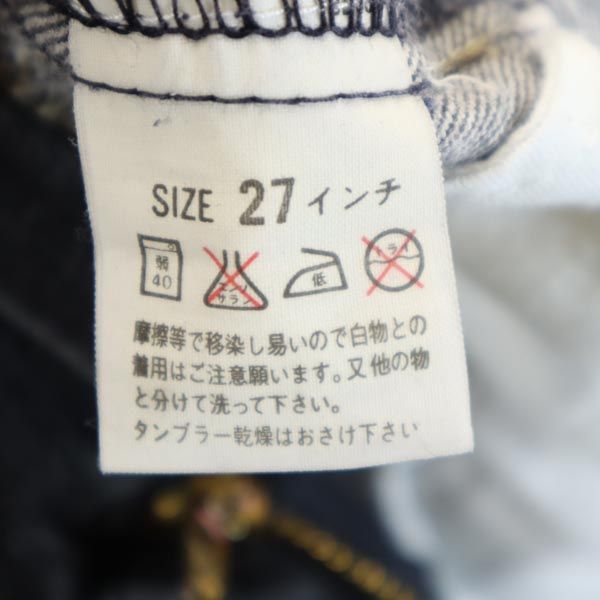 SIZE 27 インチ
弱 40 エンソ サラシ 低 ドライ
摩擦等で移染し易いので白物との
着用はご注意願います。又他の物
と分けて洗って下さい。
タンブラー乾燥はおさけ下さい